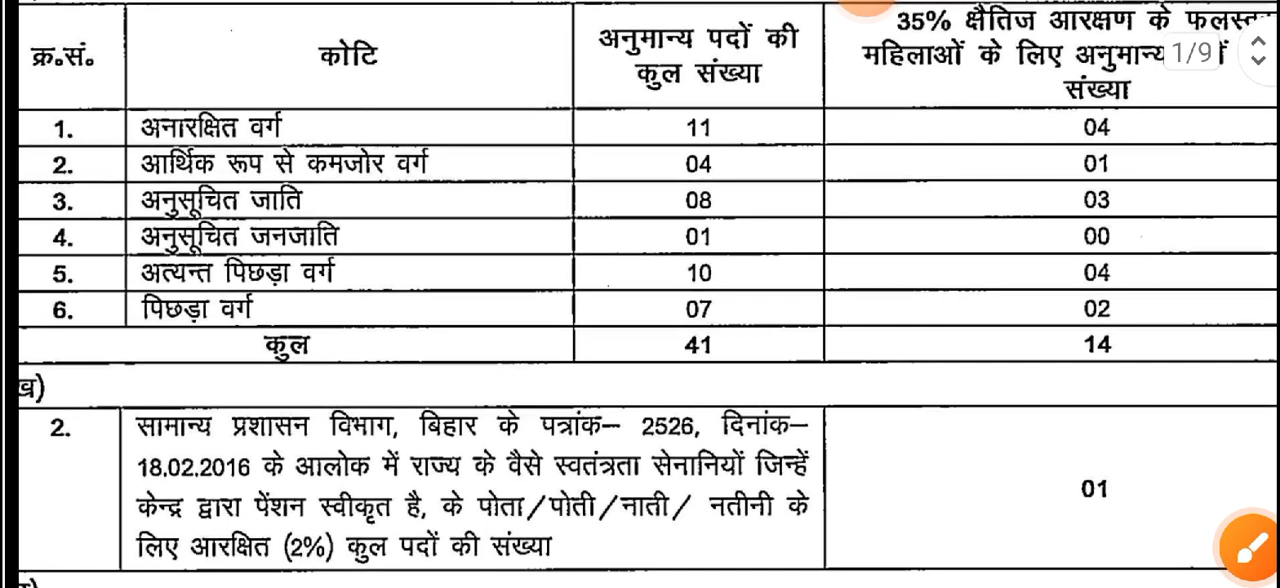 क्र.सं.
कोटि
अनुमान्य पदों की
कुल संख्या
35% क्षैतिज आरक्षण के
महिलाओं के लिए अनुमान्य
संख्या
1/9
1. अनारक्षित वर्ग 11 04
2. आर्थिक रूप से कमजोर वर्ग 04 01
3. अनुसूचित जाति 08 03
4. अनुसूचित जनजाति 01 00
5. अत्यन्त पिछड़ा वर्ग 10 04
6. पिछड़ा वर्ग 07 02
कुल 41 14
ख)
2. सामान्य प्रशासन विभाग, बिहार के पत्रांक– 2526, दिनांक–
18.02.2016 के आलोक में राज्य के वैसे स्वतंत्रता सेनानियों जिन्हें
केन्द्र द्वारा पेंशन स्वीकृत है, के पोता/पोती/नाती/ नतीनी के
लिए आरक्षित (2%) कुल पदों की संख्या
01